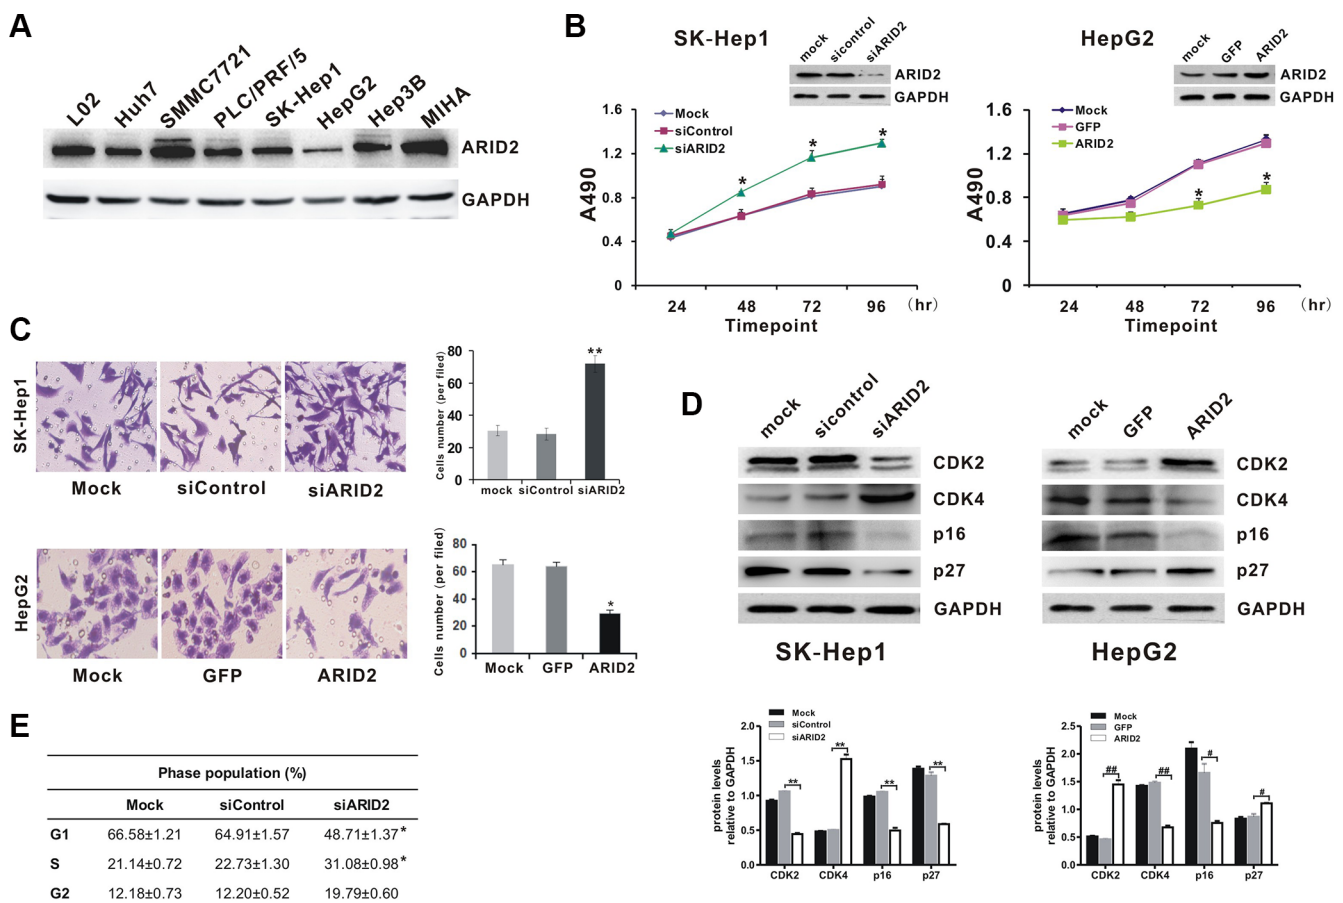 A
L02
Huh7
SMMC7721
PLC/PRF/5
SK-Hep1
HepG2
Hep3B
MIHA
ARID2
GAPDH
B
SK-Hep1
mock
sicontrol
siARID2
ARID2
GAPDH
Mock
siControl
siARID2
A490
1.6
1.2
0.8
0.4
0
* * *
24 48 72 96 (hr)
Timepoint
HepG2
mock
GFP
ARID2
ARID2
GAPDH
Mock
GFP
ARID2
A490
1.6
1.2
0.8
0.4
0
* *
24 48 72 96 (hr)
Timepoint
C
SK-Hep1
Mock siControl siARID2
Cells number (per filed)
80
60
40
20
0
**
mock siControl siARID2
HepG2
Mock GFP ARID2
Cells number (per filed)
80
60
40
20
0
*
Mock GFP ARID2
D
mock
sicontrol
siARID2
CDK2
CDK4
p16
p27
GAPDH
SK-Hep1
mock
GFP
ARID2
CDK2
CDK4
p16
p27
GAPDH
HepG2
Mock
siControl
siARID2
protein levels
relative to GAPDH
2.0
1.5
1.0
0.5
0.0
** ** ** **
CDK2 CDK4 p16 p27
Mock
GFP
ARID2
protein levels
relative to GAPDH
2.5
2.0
1.5
1.0
0.5
0.0
## ## # #
CDK2 CDK4 p16 p27
E
Phase population (%)
Mock siControl siARID2
G1 66.58±1.21 64.91±1.57 48.71±1.37*
S 21.14±0.72 22.73±1.30 31.08±0.98*
G2 12.18±0.73 12.20±0.52 19.79±0.60